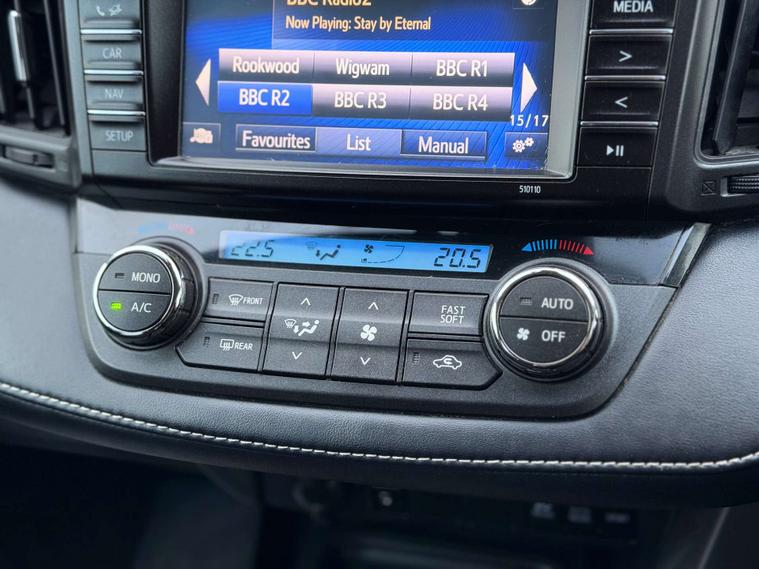 BBC Radio2
MEDIA
Now Playing: Stay by Eternal
CAR
Rookwood Wigwam BBC R1
NAV
BBC R2 BBC R3 BBC R4
15/17
SETUP
Favourites List Manual
510110
22.5 20.5
MONO
A/C
FRONT
REAR
FAST
SOFT
AUTO
OFF